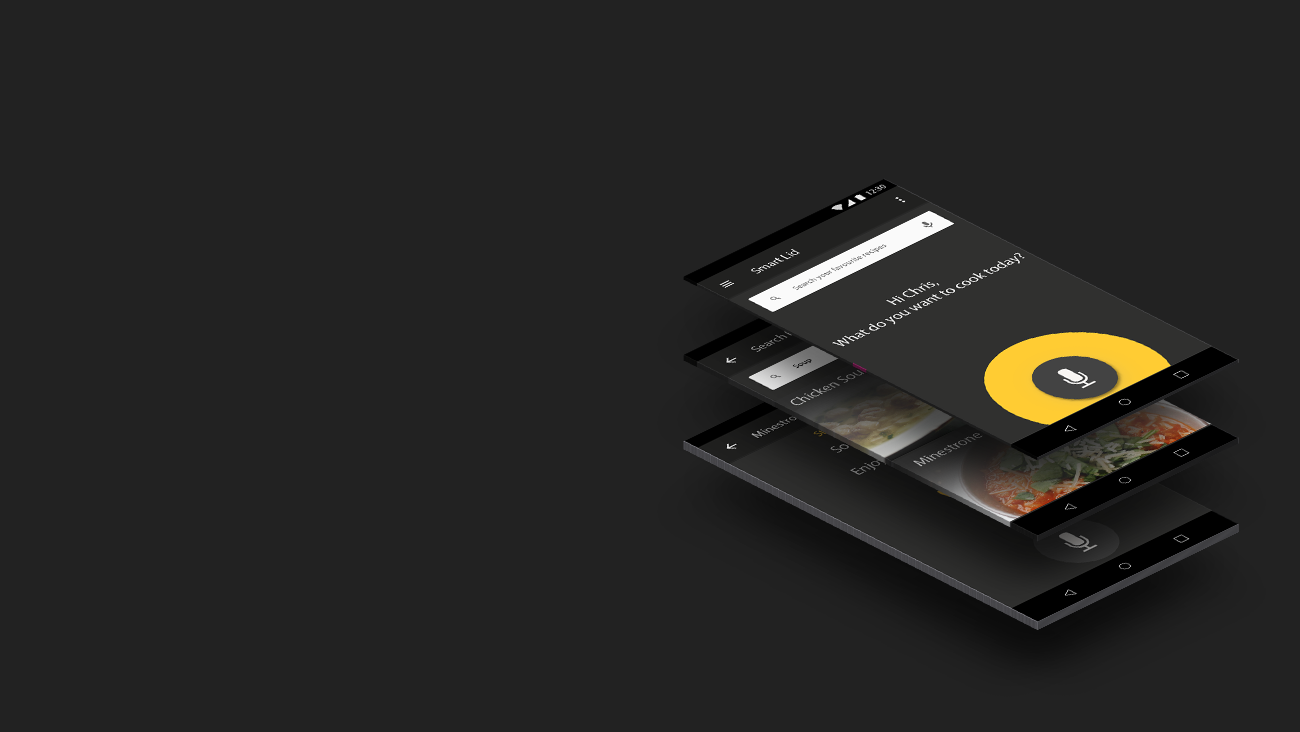 12:30
Smart Lid
Search your favourite recipes
Hi Chris,
What do you want to cook today?
Search
Soup
Chicken Sou
Minestrone
Minestro
So
Enjo